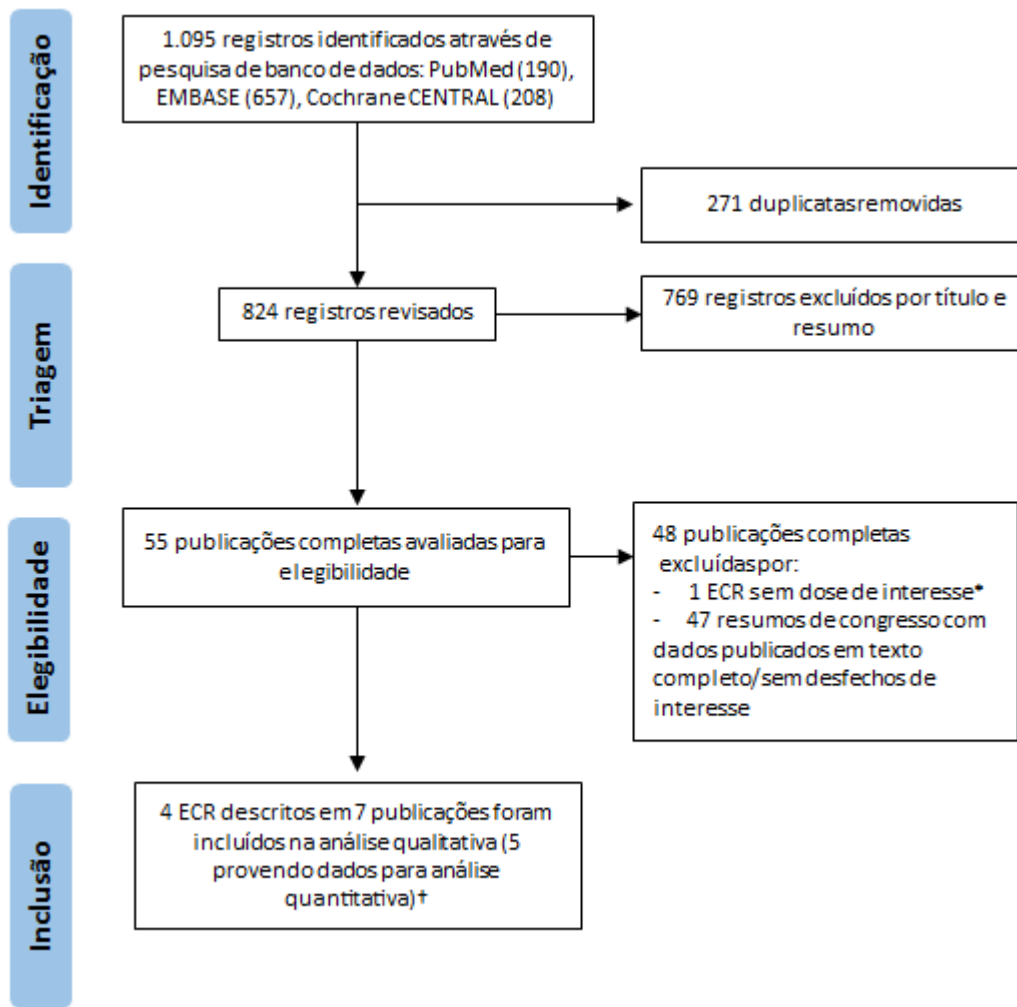 Identificação
1.095 registros identificados através de
pesquisa de banco de dados: PubMed (190),
EMBASE (657), Cochrane CENTRAL (208)
271 duplicatas removidas
Triagem
824 registros revisados
769 registros excluídos por título e
resumo
Elegibilidade
55 publicações completas avaliadas para
elegibilidade
48 publicações completas
excluídas por:
- 1 ECR sem dose de interesse*
- 47 resumos de congresso com
dados publicados em texto
completo/sem desfechos de
interesse
Inclusão
4 ECR descritos em 7 publicações foram
incluídos na análise qualitativa (5
provendo dados para análise
quantitativa)†